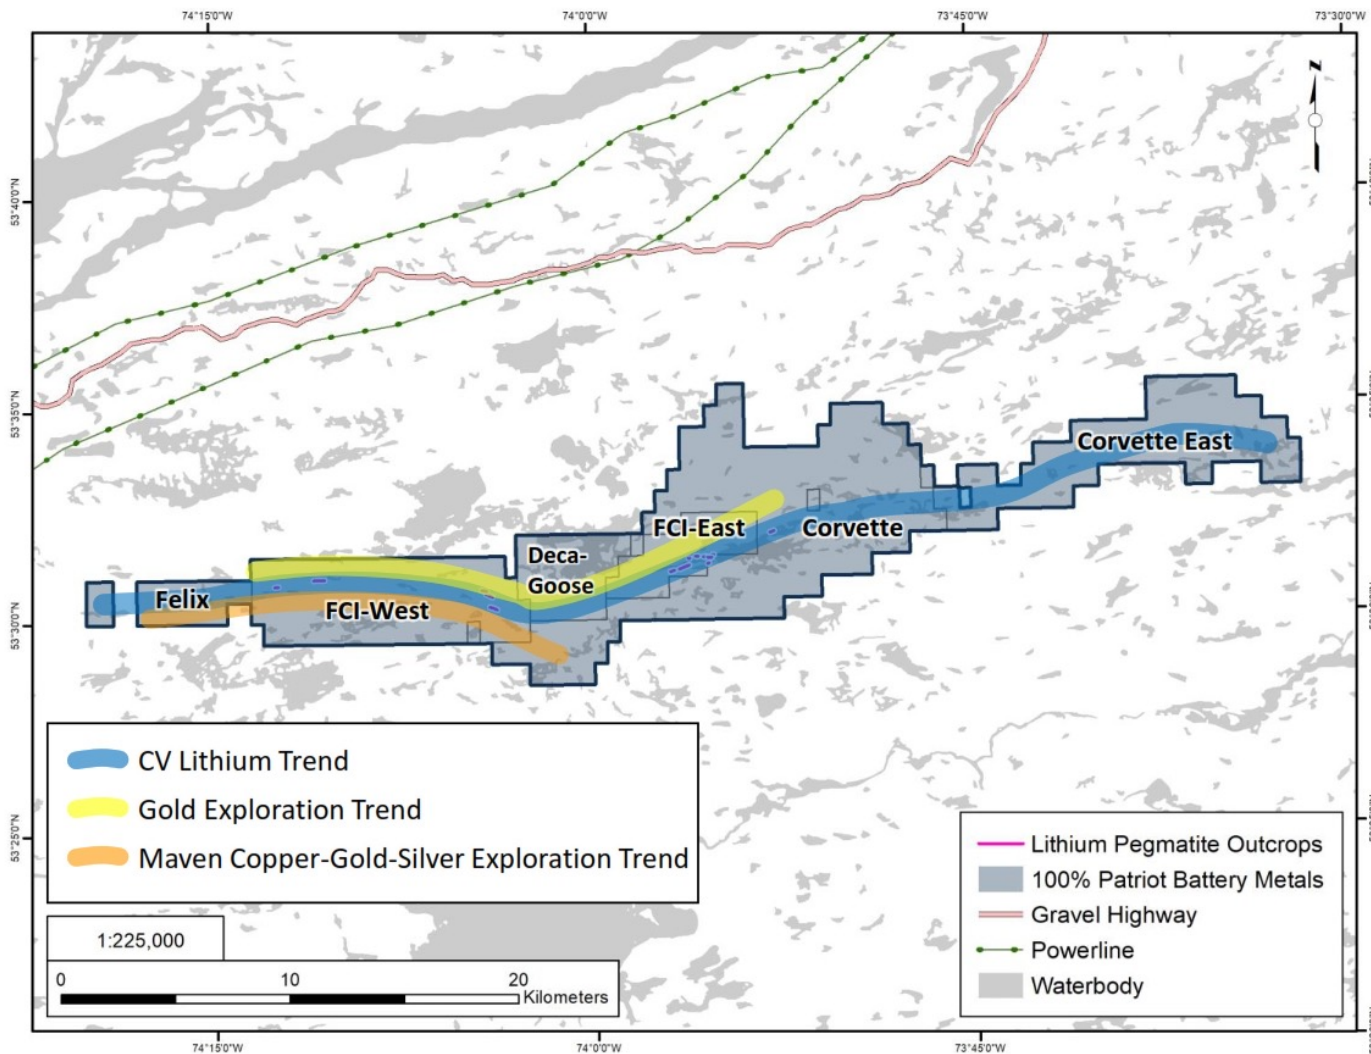 74°15'0"W 74°0'0"W 73°45'0"W 73°30'0"W
N
53°40'0"N
53°35'0"N
Corvette East
FCI-East Corvette
Deca-
Goose
Felix
FCI-West
53°30'0"N
CV Lithium Trend
Gold Exploration Trend
Maven Copper-Gold-Silver Exploration Trend
53°25'0"N
Lithium Pegmatite Outcrops
100% Patriot Battery Metals
Gravel Highway
Powerline
Waterbody
1:225,000
0 10 20
Kilometers
74°15'0"W 74°0'0"W 73°45'0"W